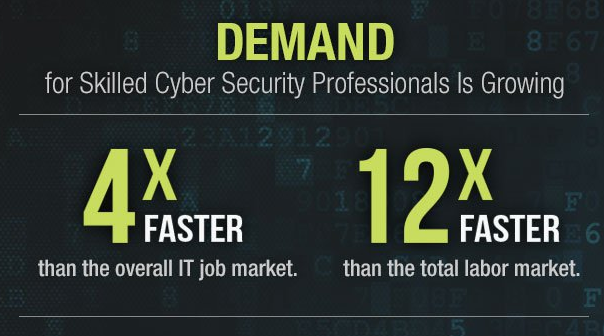 DEMAND
for Skilled Cyber Security Professionals Is Growing
4X FASTER
than the overall IT job market.
12X FASTER
than the total labor market.